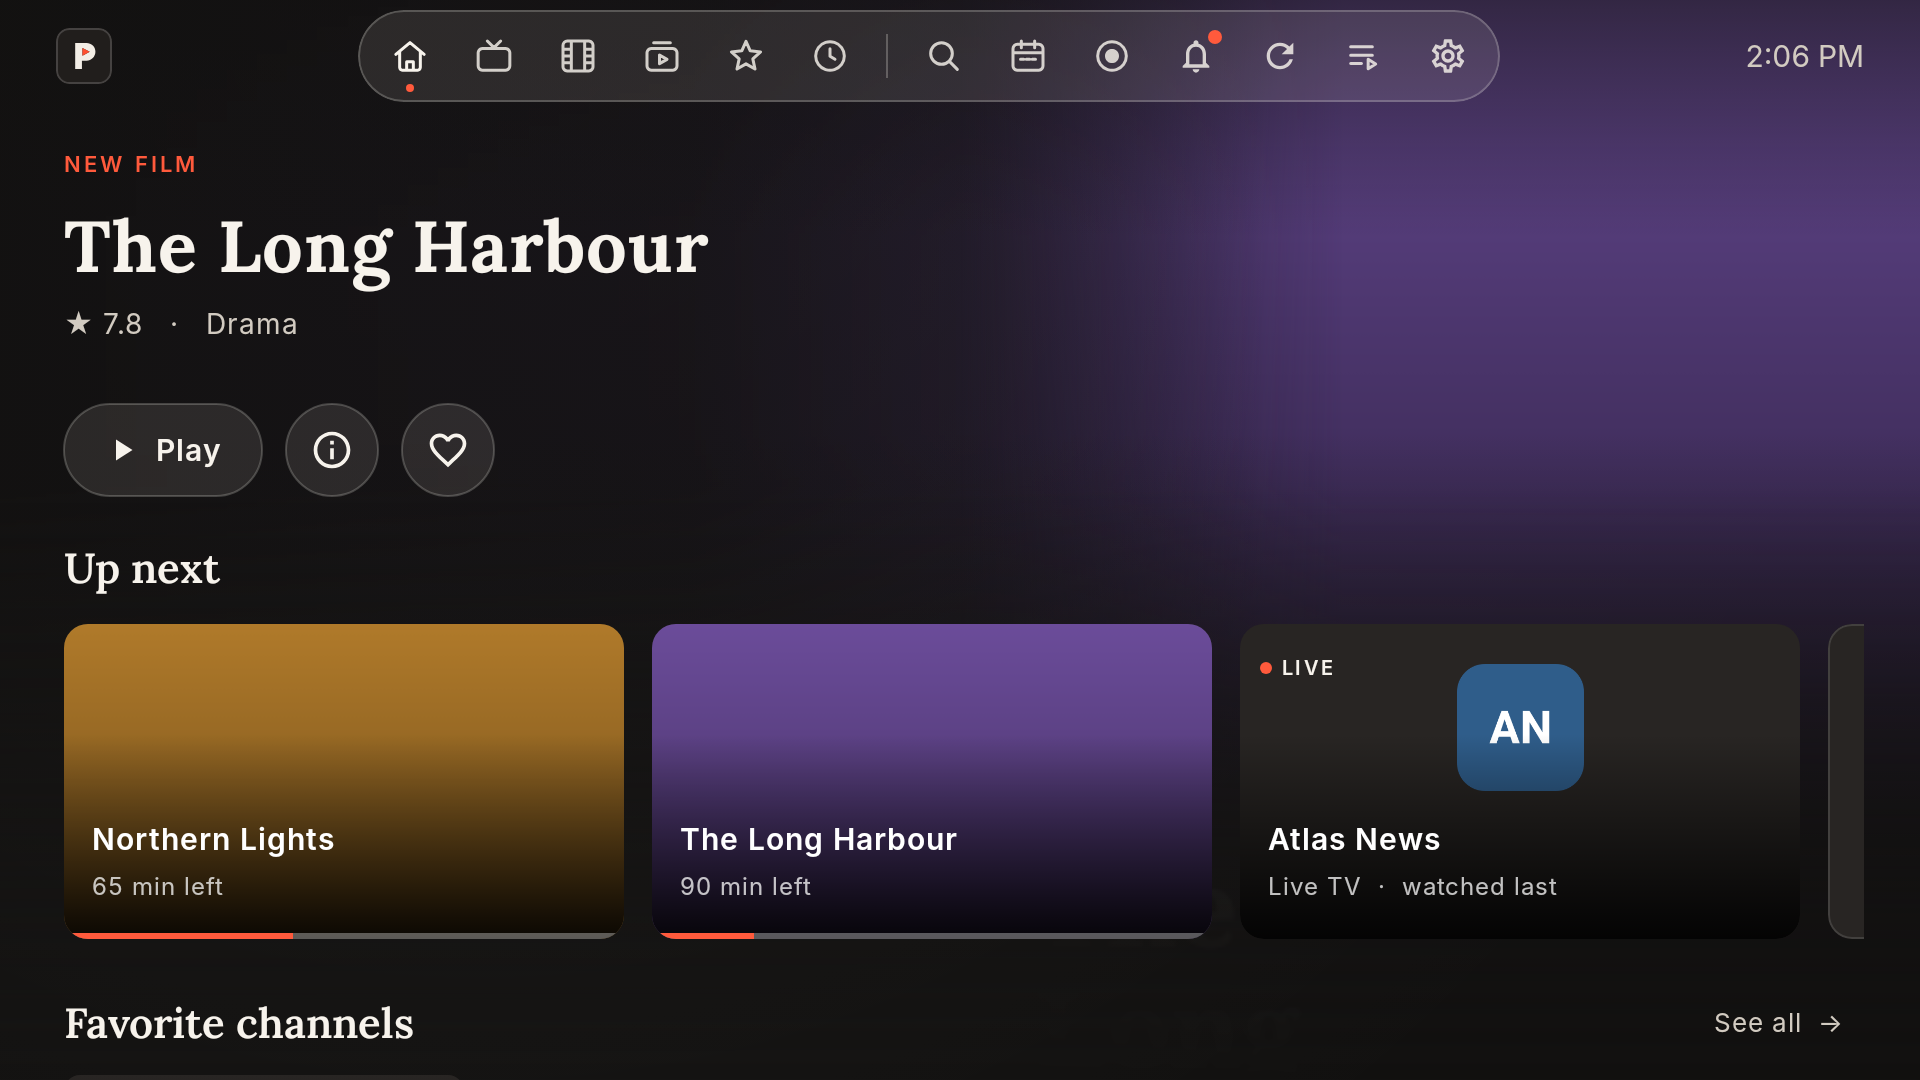 P
2:06 PM
NEW FILM
The Long Harbour
★ 7.8 · Drama
Play
Up next
Northern Lights
65 min left
The Long Harbour
90 min left
LIVE
AN
Atlas News
Live TV · watched last
Favorite channels
See all →